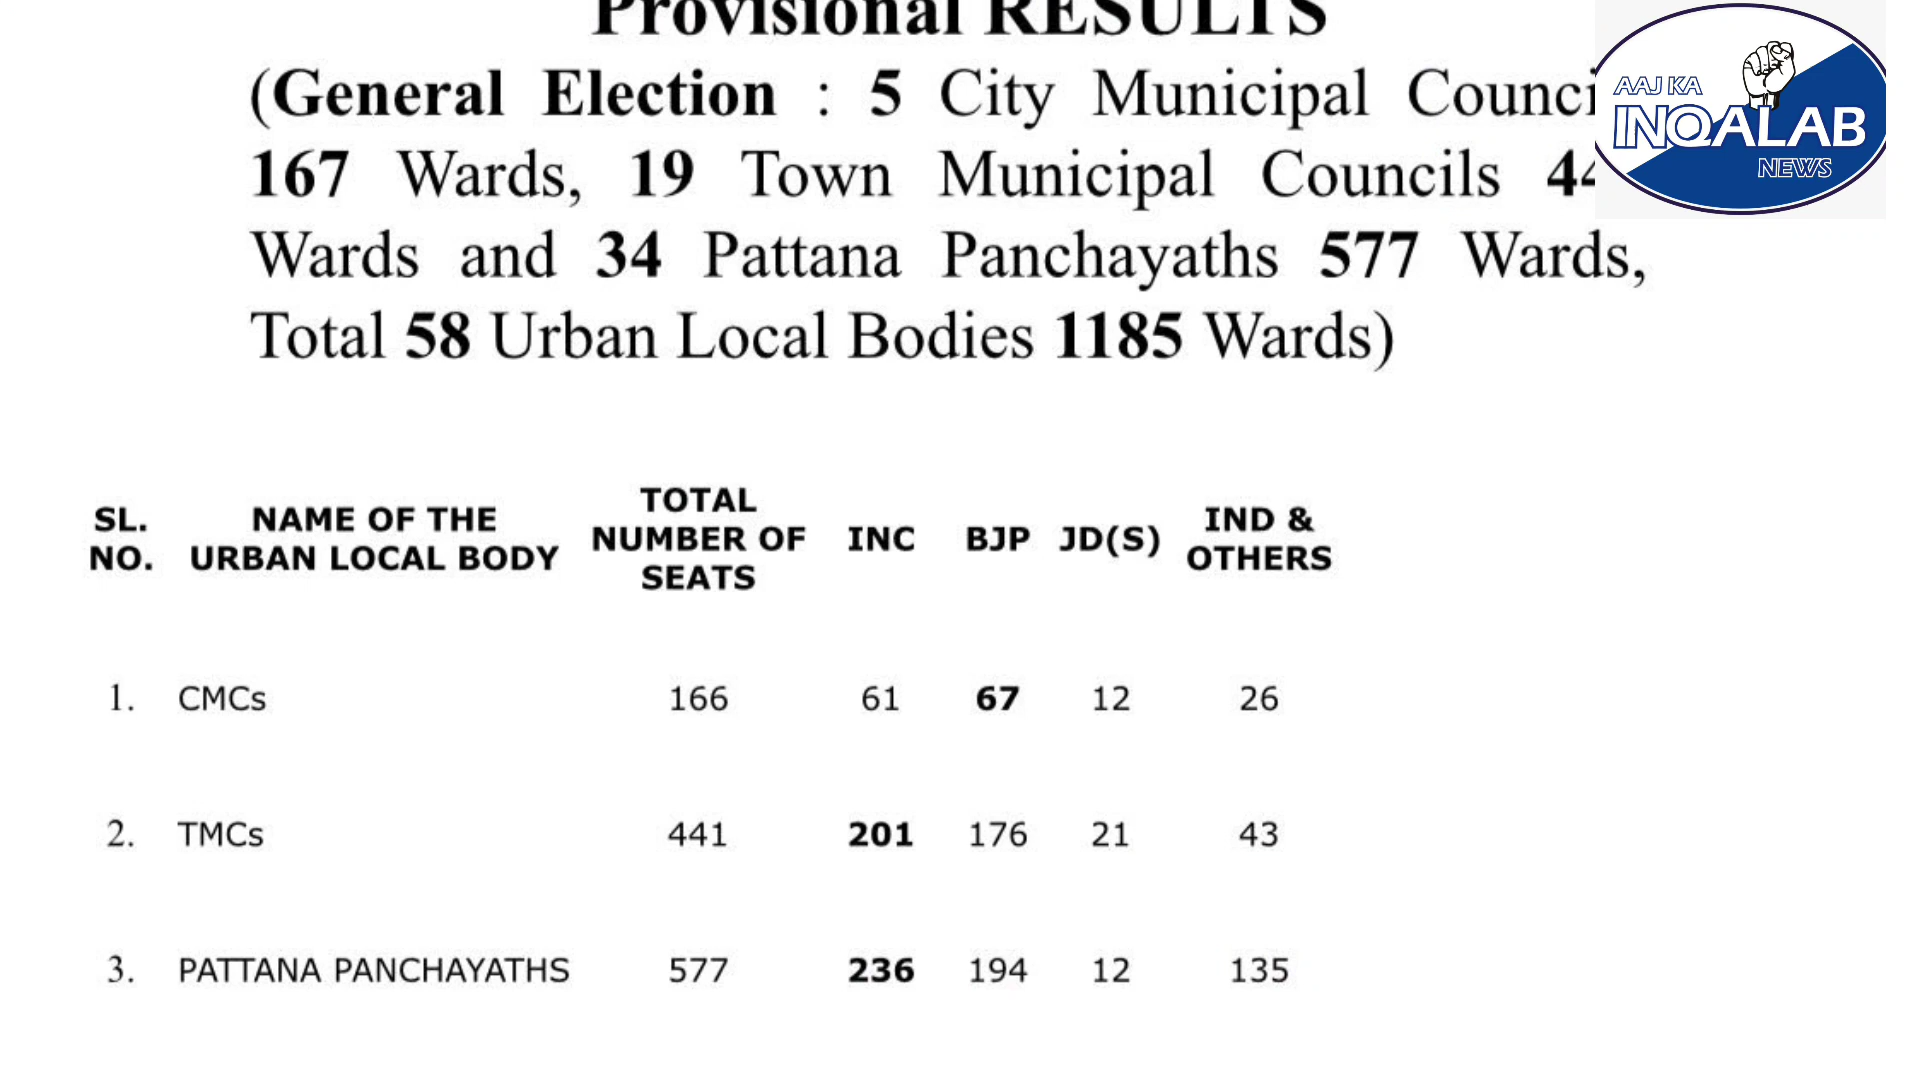 Provisional RESULTS
(General Election : 5 City Municipal
167 Wards, 19 Town Municipal Councils
Wards and 34 Pattana Panchayaths 577 Wards,
Total 58 Urban Local Bodies 1185 Wards)
AAJ KA
INQALAB
NEWS
SL. NO.
NAME OF THE URBAN LOCAL BODY
TOTAL NUMBER OF SEATS
INC
BJP
JD(S)
IND & OTHERS
1. CMCs 166 61 67 12 26
2. TMCs 441 201 176 21 43
3. PATTANA PANCHAYATHS 577 236 194 12 135